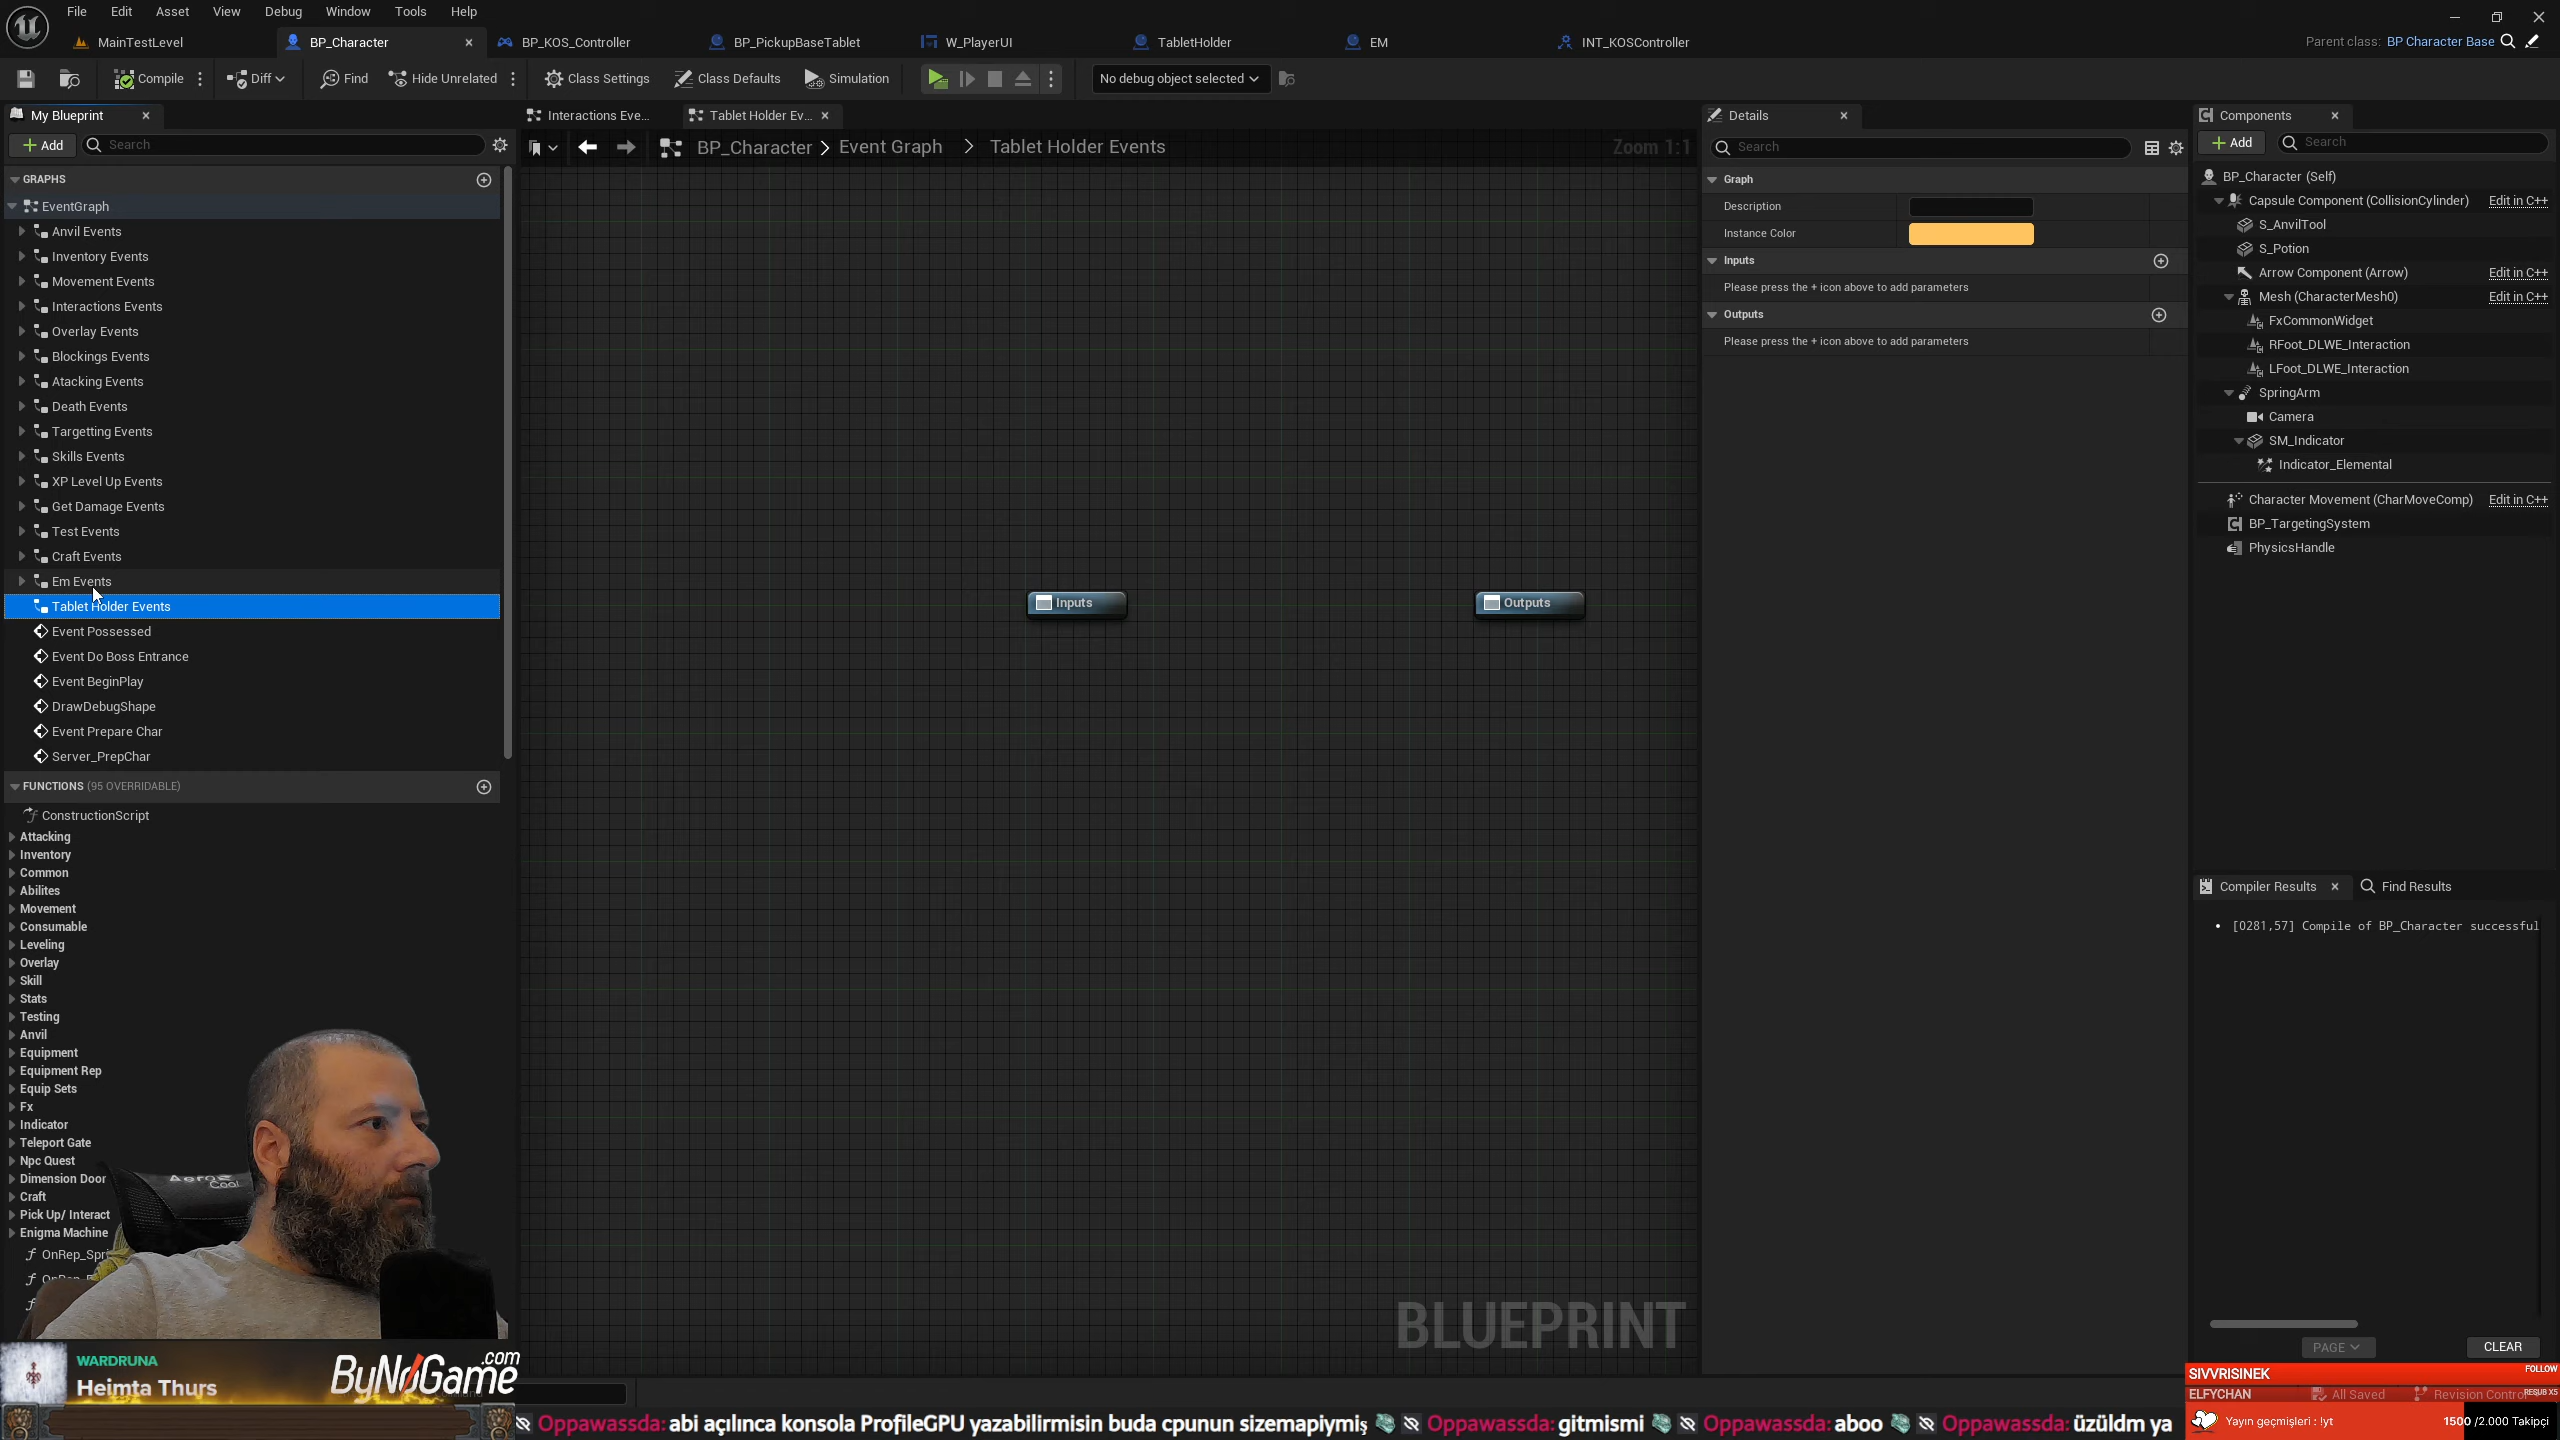 File Edit View Asset Debug Window Tools Help
MainTestLevel BP_Character BP_KOS_Controller BP_PickupBaseTablet W_PlayerUI TabletHolder EM INT_KOSController
Parent class: BP Character Base
Compile Diff Find Hide Unrelated Class Settings Class Defaults Simulation No debug object selected
My Blueprint
Add Search
GRAPHS
EventGraph
Anvil Events
Inventory Events
Movement Events
Interactions Events
Overlay Events
Blockings Events
Atacking Events
Death Events
Targetting Events
Skills Events
XP Level Up Events
Get Damage Events
Test Events
Craft Events
Em Events
Tablet Holder Events
Event Possessed
Event Do Boss Entrance
Event BeginPlay
DrawDebugShape
Event Prepare Char
Server_PrepChar
FUNCTIONS (95 OVERRIDABLE)
ConstructionScript
Attacking
Inventory
Common
Abilites
Movement
Consumable
Leveling
Overlay
Skill
Stats
Testing
Anvil
Equipment
Equipment Rep
Equip Sets
Fx
Indicator
Teleport Gate
Npc Quest
Dimension Door
Craft
Pick Up/ Interact
Enigma Machine
OnRep_Spri
Interactions Eve... Tablet Holder Ev...
BP_Character > Event Graph > Tablet Holder Events Zoom 1:1
Inputs Outputs
BLUEPRINT
Details
Search
Graph
Description
Instance Color
Inputs
Please press the + icon above to add parameters
Outputs
Please press the + icon above to add parameters
Components
Add Search
BP_Character (Self)
Capsule Component (CollisionCylinder) Edit in C++
S_AnvilTool
S_Potion
Arrow Component (Arrow) Edit in C++
Mesh (CharacterMesh0) Edit in C++
FxCommonWidget
RFoot_DLWE_Interaction
LFoot_DLWE_Interaction
SpringArm
Camera
SM_Indicator
Indicator_Elemental
Character Movement (CharMoveComp) Edit in C++
BP_TargetingSystem
PhysicsHandle
Compiler Results Find Results
[0281,57] Compile of BP_Character successful
PAGE CLEAR
Aero Cool
WARDRUNA
Heimta Thurs
ByNoGame.com
SIVVRISINEK FOLLOW
ELFYCHAN All Saved Revision Control RESUB X5
Oppawassda: abi açılınca konsola ProfileGPU yazabilirmisin buda cpunun sizemapiymiş Oppawassda: gitmismi Oppawassda: aboo Oppawassda: üzüldm ya
Yayın geçmişleri : !yt 1500 /2.000 Takipçi